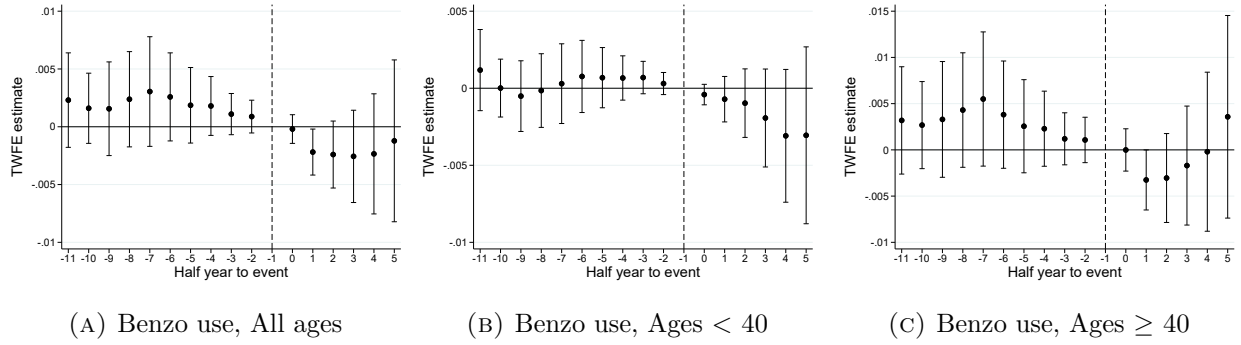 .01
.005
0
-.005
-.01
TWFE estimate
-11 -10 -9 -8 -7 -6 -5 -4 -3 -2 -1 0 1 2 3 4 5
Half year to event
(A) Benzo use, All ages
.005
0
-.005
-.01
TWFE estimate
-11 -10 -9 -8 -7 -6 -5 -4 -3 -2 -1 0 1 2 3 4 5
Half year to event
(B) Benzo use, Ages < 40
.015
.01
.005
0
-.005
-.01
TWFE estimate
-11 -10 -9 -8 -7 -6 -5 -4 -3 -2 -1 0 1 2 3 4 5
Half year to event
(C) Benzo use, Ages ≥ 40